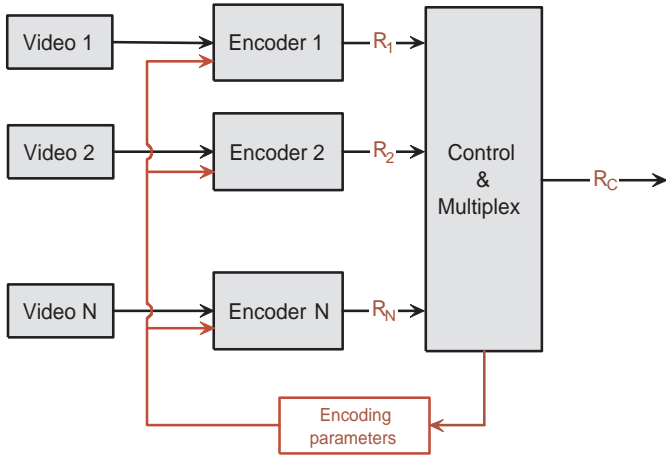 Video 1
Encoder 1
R1
Video 2
Encoder 2
R2
Control
&
Multiplex
RC
Video N
Encoder N
RN
Encoding
parameters